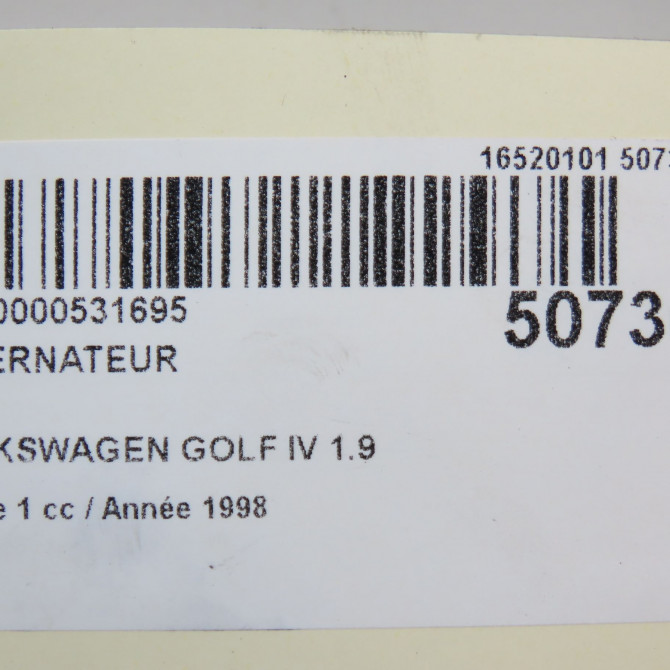 16520101 5073
0000531695
5073
ERNATEUR
KSWAGEN GOLF IV 1.9
e 1 cc / Année 1998